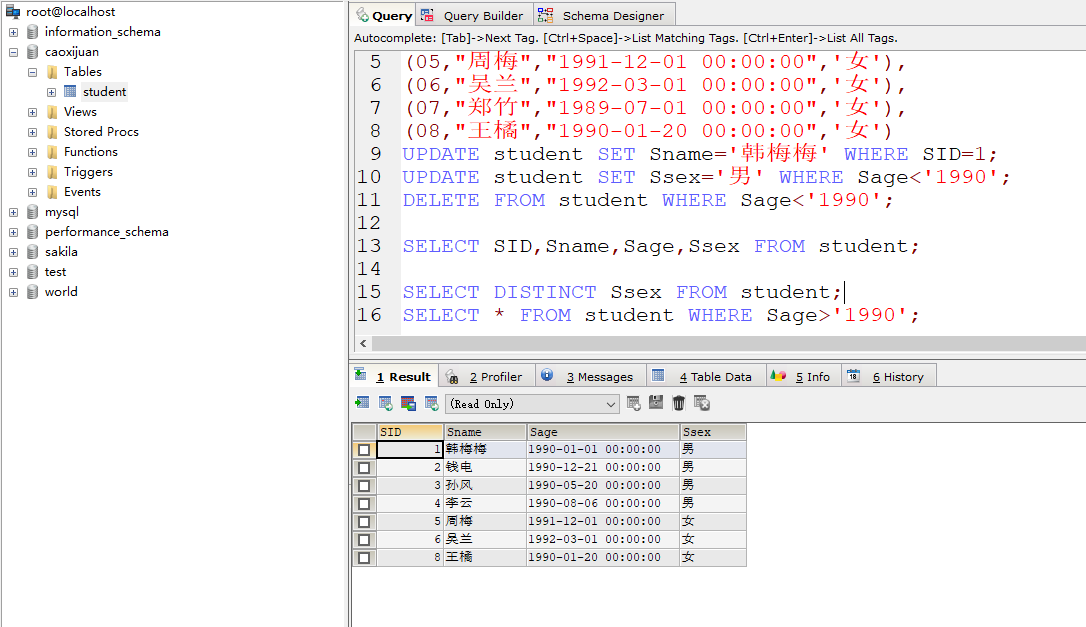 root@localhost
information_schema
caoxijuan
Tables
student
Views
Stored Procs
Functions
Triggers
Events
mysql
performance_schema
sakila
test
world
Query Query Builder Schema Designer
Autocomplete: [Tab]->Next Tag. [Ctrl+Space]->List Matching Tags. [Ctrl+Enter]->List All Tags.
5 (05,"周梅","1991-12-01 00:00:00",'女'),
6 (06,"吴兰","1992-03-01 00:00:00",'女'),
7 (07,"郑竹","1989-07-01 00:00:00",'女'),
8 (08,"王橘","1990-01-20 00:00:00",'女')
9 UPDATE student SET Sname='韩梅梅' WHERE SID=1;
10 UPDATE student SET Ssex='男' WHERE Sage<'1990';
11 DELETE FROM student WHERE Sage<'1990';
12
13 SELECT SID,Sname,Sage,Ssex FROM student;
14
15 SELECT DISTINCT Ssex FROM student;
16 SELECT * FROM student WHERE Sage>'1990';
1 Result 2 Profiler 3 Messages 4 Table Data 5 Info 18 6 History
(Read Only)
SID Sname Sage Ssex
1 韩梅梅 1990-01-01 00:00:00 男
2 钱电 1990-12-21 00:00:00 男
3 孙风 1990-05-20 00:00:00 男
4 李云 1990-08-06 00:00:00 男
5 周梅 1991-12-01 00:00:00 女
6 吴兰 1992-03-01 00:00:00 女
8 王橘 1990-01-20 00:00:00 女